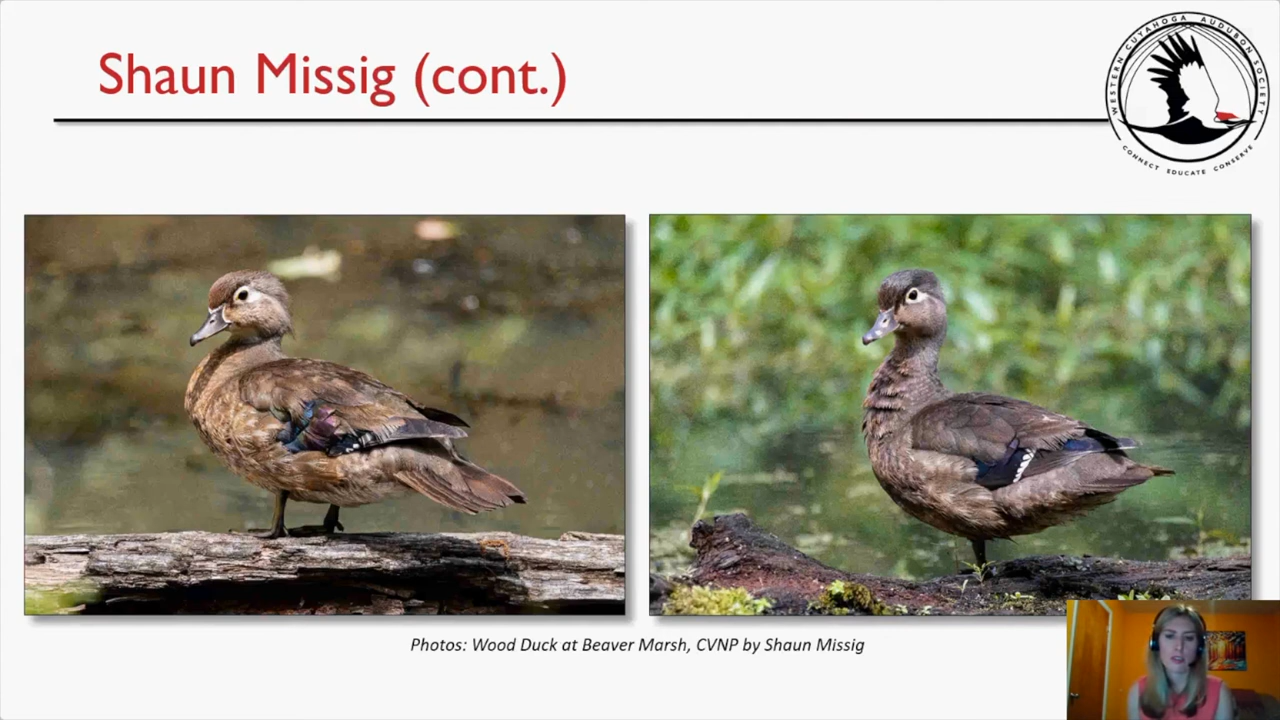 Shaun Missig (cont.)
WESTERN CUYAHOGA AUDUBON SOCIETY
CONNECT EDUCATE CONSERVE
Photos: Wood Duck at Beaver Marsh, CVNP by Shaun Missig